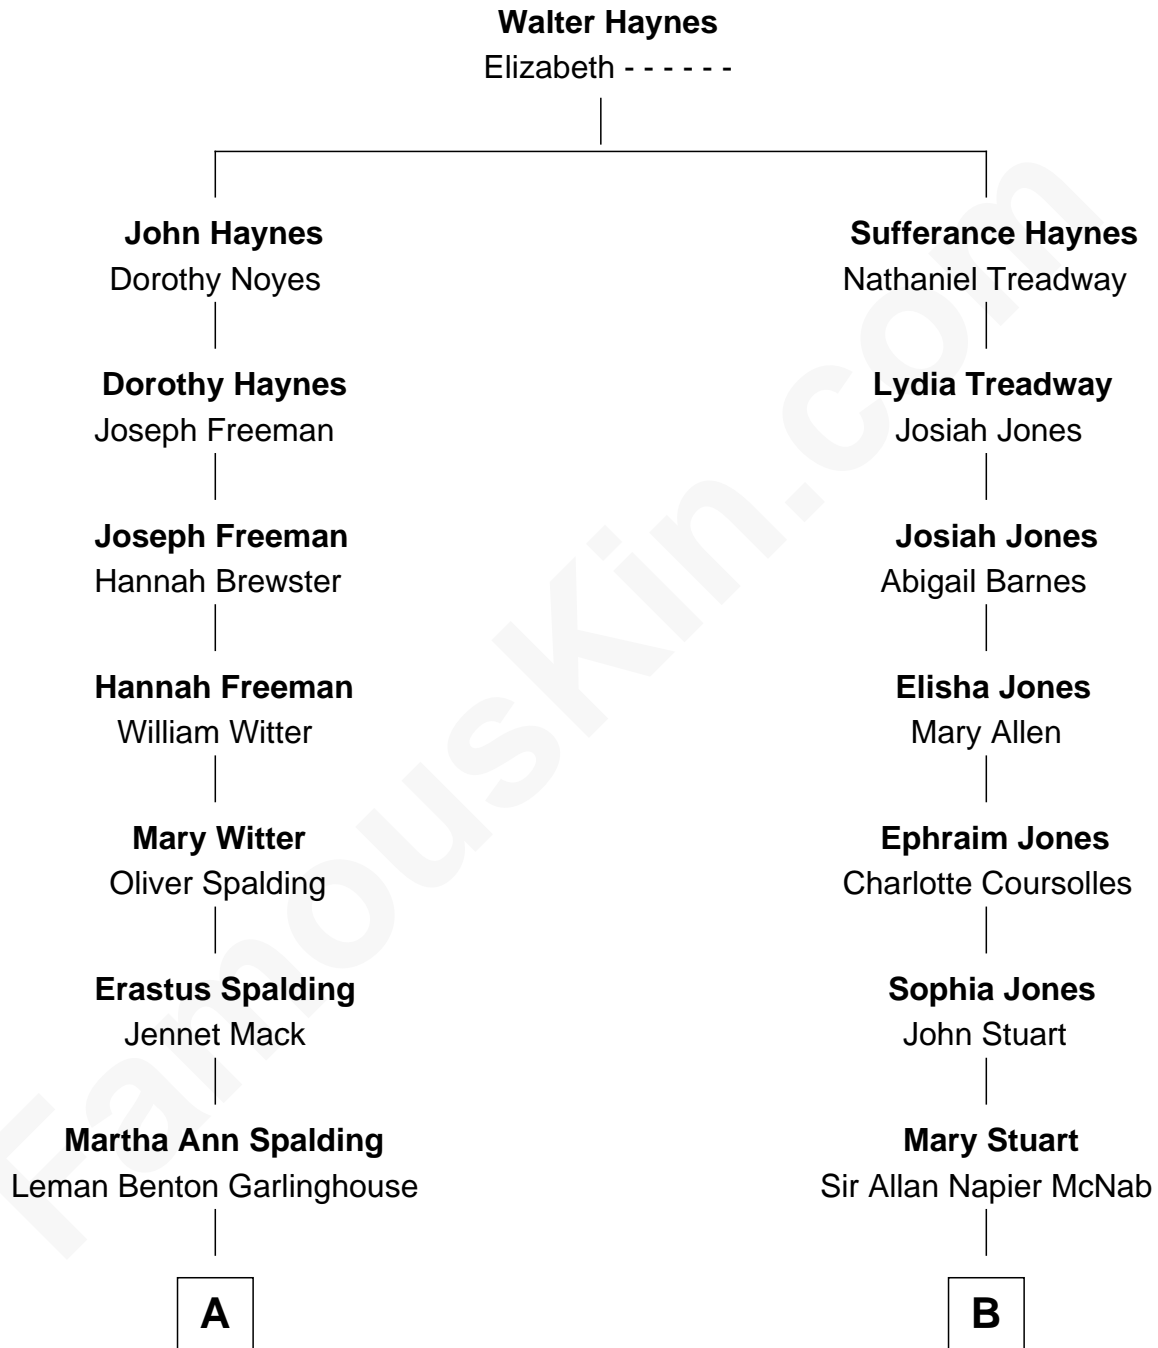 Walter Haynes
Elizabeth - - - - - -
John Haynes
Dorothy Noyes
Sufferance Haynes
Nathaniel Treadway
Dorothy Haynes
Joseph Freeman
Lydia Treadway
Josiah Jones
Joseph Freeman
Hannah Brewster
Josiah Jones
Abigail Barnes
Hannah Freeman
William Witter
Elisha Jones
Mary Allen
Mary Witter
Oliver Spalding
Ephraim Jones
Charlotte Coursolles
Erastus Spalding
Jennet Mack
Sophia Jones
John Stuart
Martha Ann Spalding
Leman Benton Garlinghouse
Mary Stuart
Sir Allan Napier McNab
A
B
FamousKin.com